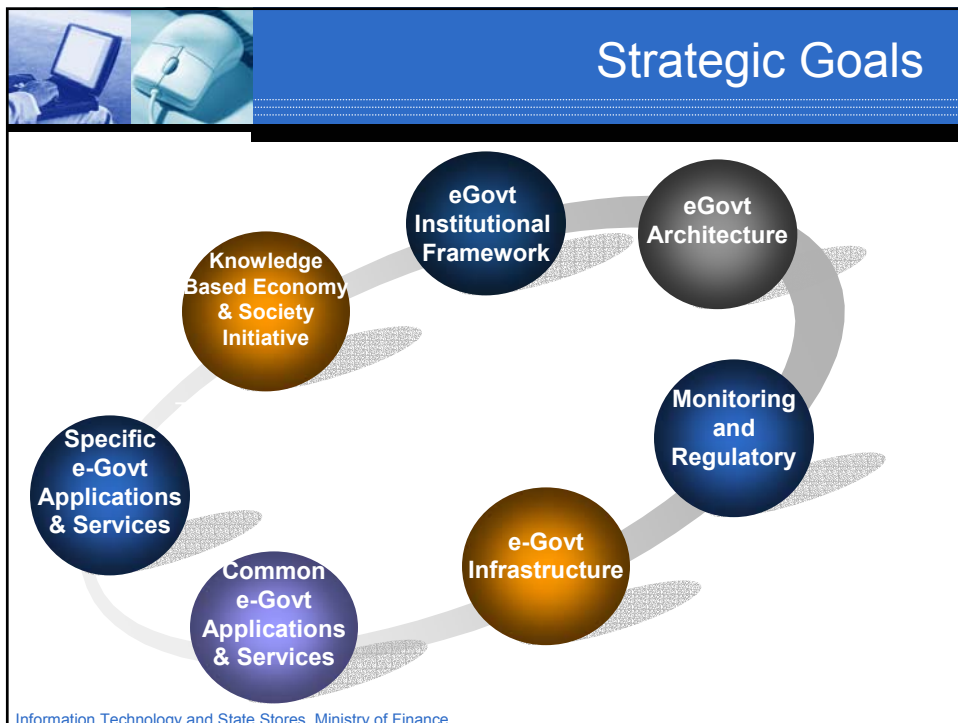 Strategic Goals
eGovt
Institutional
Framework
eGovt
Architecture
Knowledge
Based Economy
& Society
Initiative
Monitoring
and
Regulatory
Specific
e-Govt
Applications
& Services
e-Govt
Infrastructure
Common
e-Govt
Applications
& Services
Information Technology and State Stores, Ministry of Finance